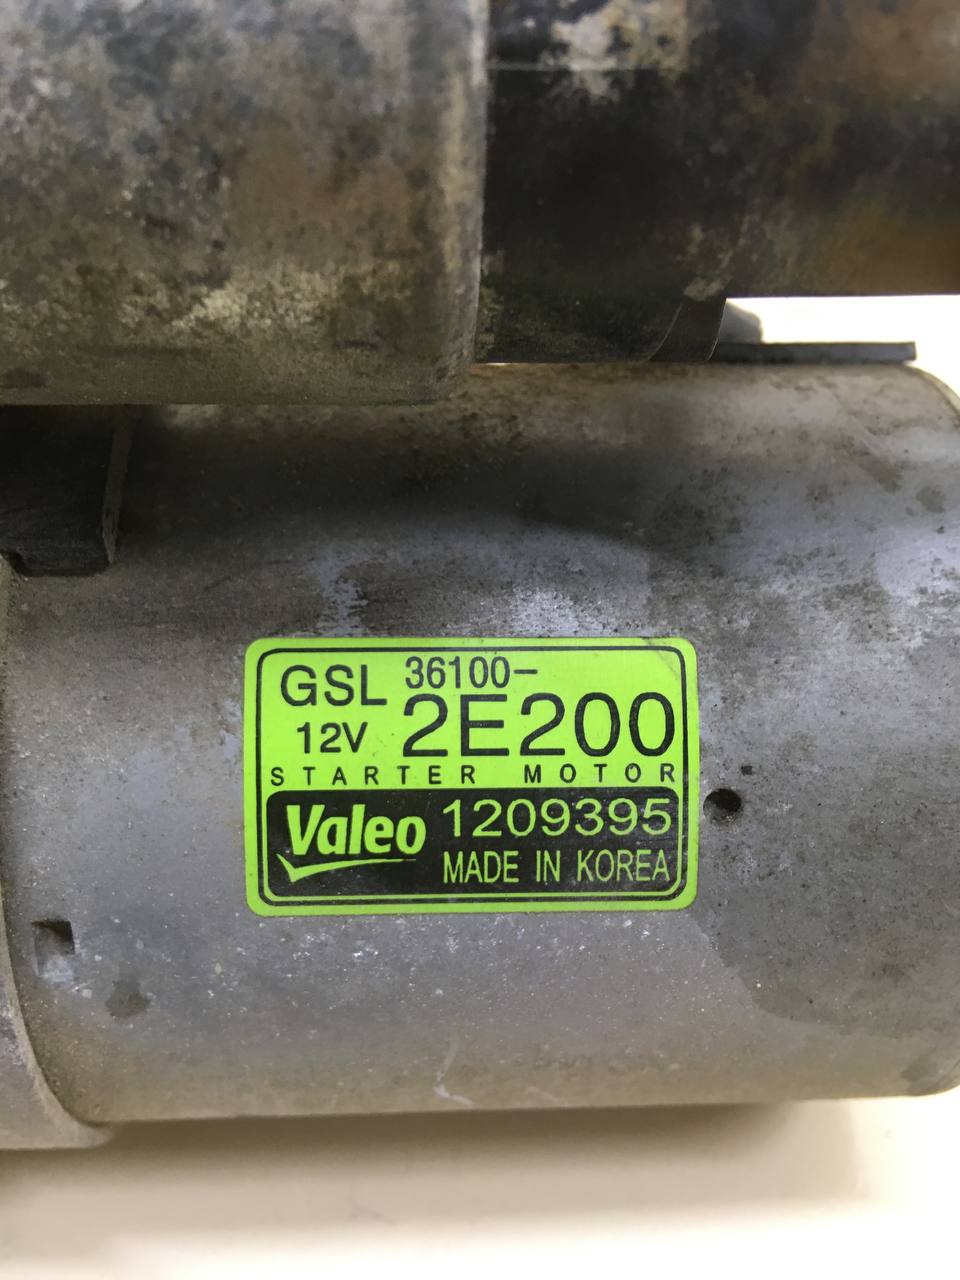 GSL 36100-
12V 2E200
STARTER MOTOR
Valeo 1209395
MADE IN KOREA